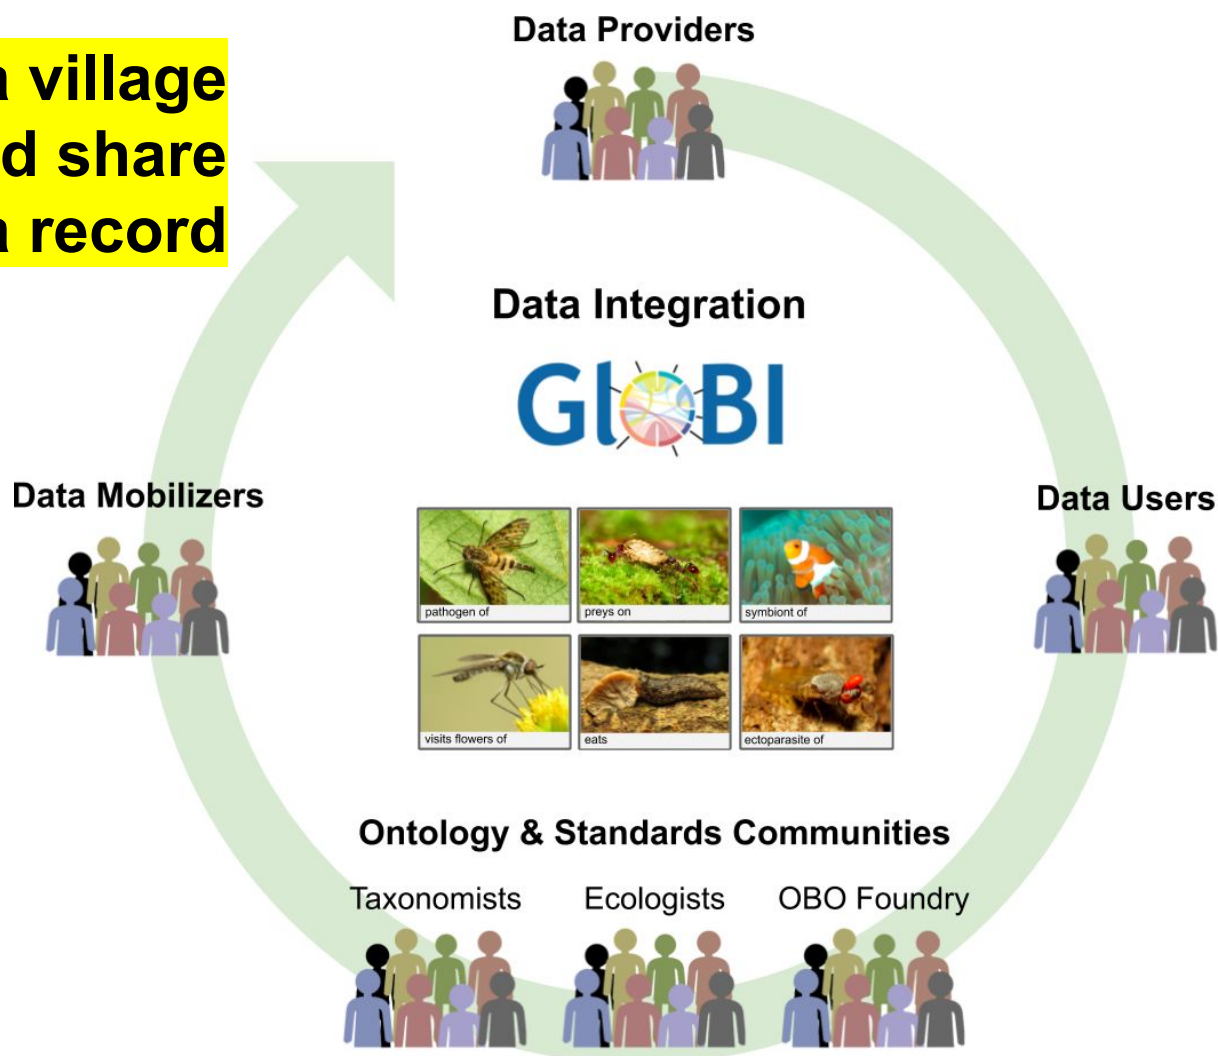 Data Providers
a village
d share
a record
Data Integration
GloBI
Data Mobilizers
Data Users
pathogen of
preys on
symbiont of
visits flowers of
eats
ectoparasite of
Ontology & Standards Communities
Taxonomists
Ecologists
OBO Foundry